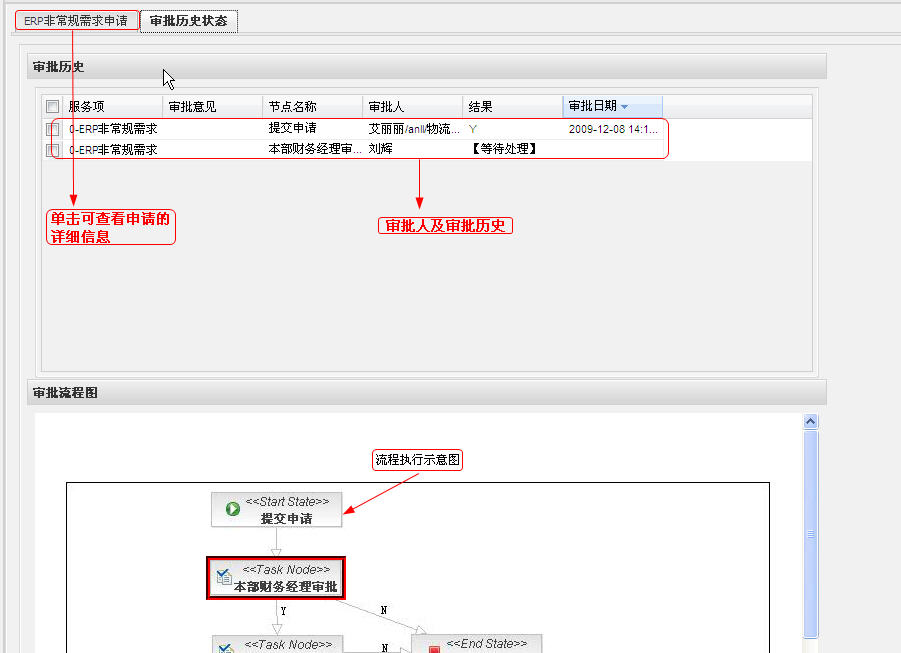 ERP非常规需求申请 审批历史状态
审批历史
服务项 审批意见 节点名称 审批人 结果 审批日期
0-ERP非常规需求 提交申请 艾丽丽/anll/物流... Y 2009-12-08 14:1...
0-ERP非常规需求 本部财务经理审... 刘辉 【等待处理】
单击可查看申请的
详细信息
审批人及审批历史
审批流程图
流程执行示意图
<<Start State>>
提交申请
<<Task Node>>
本部财务经理审批
Y
N
<<Task Node>>
N
<<End State>>